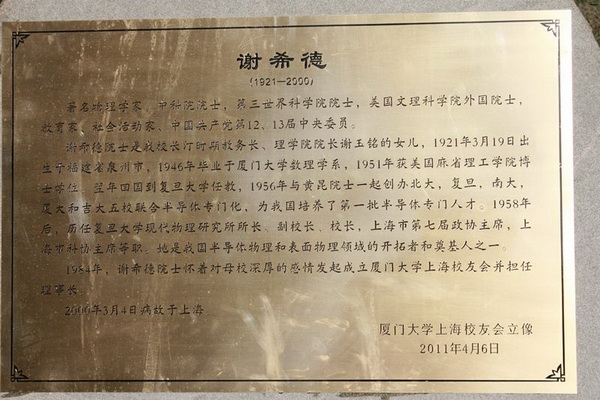 谢希德
(1921—2000)
著名物理学家、中科院院士,第三世界科学院院士,美国文理科学院外国院士,
教育家、社会活动家、中国共产党第12、13届中央委员。
谢希德院士是我校长汀时期教务长、理学院院长谢玉铭的女儿,1921年3月19日出
生于福建省泉州市,1946年毕业于厦门大学数理学系,1951年获美国麻省理工学院博
士学位,翌年回国到复旦大学任教,1956年与黄昆院士一起创办北大,复旦,南大,
厦大和吉大五校联合半导体专门化,为我国培养了第一批半导体专门人才。1958年
后,历任复旦大学现代物理研究所所长、副校长、校长,上海市第七届政协主席,上
海市科协主席等职。她是我国半导体物理和表面物理领域的开拓者和奠基人之一。
1984年,谢希德院士怀着对母校深厚的感情发起成立厦门大学上海校友会并担任
理事长
2000年3月4日病故于上海
厦门大学上海校友会立像
2011年4月6日